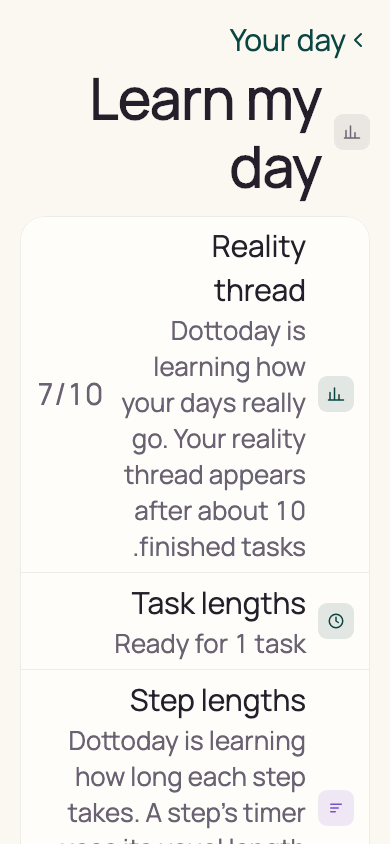 Your day
Learn my
day
Reality
thread
Dottoday is
learning how
your days really
go. Your reality
thread appears
after about 10
.finished tasks
7/10
Task lengths
Ready for 1 task
Step lengths
Dottoday is learning
how long each step
takes. A step's timer